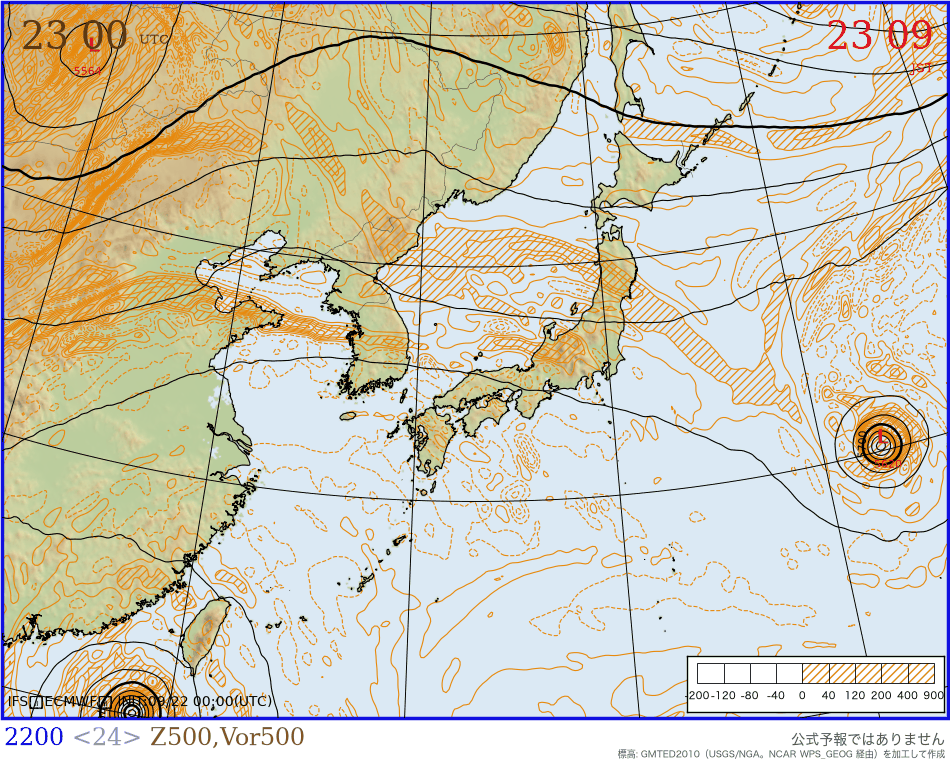 23 00 UTC
23 09
JST
L
5564
L
IFS□ECMWF□ INIT:09/22 00:00(UTC)
-200 -120 -80 -40 0 40 120 200 400 900
2200 <24> Z500,Vor500
公式予報ではありません
標高: GMTED2010（USGS/NGA。NCAR WPS_GEOG 経由）を加工して作成